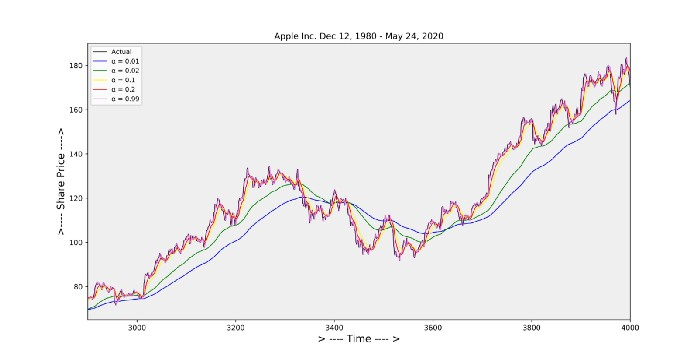 Apple Inc. Dec 12, 1980 - May 24, 2020
Actual
α = 0.01
α = 0.02
α = 0.1
α = 0.2
α = 0.99
>---- Share Price ---->
180
160
140
120
100
80
3000 3200 3400 3600 3800 4000
> ---- Time ---- >